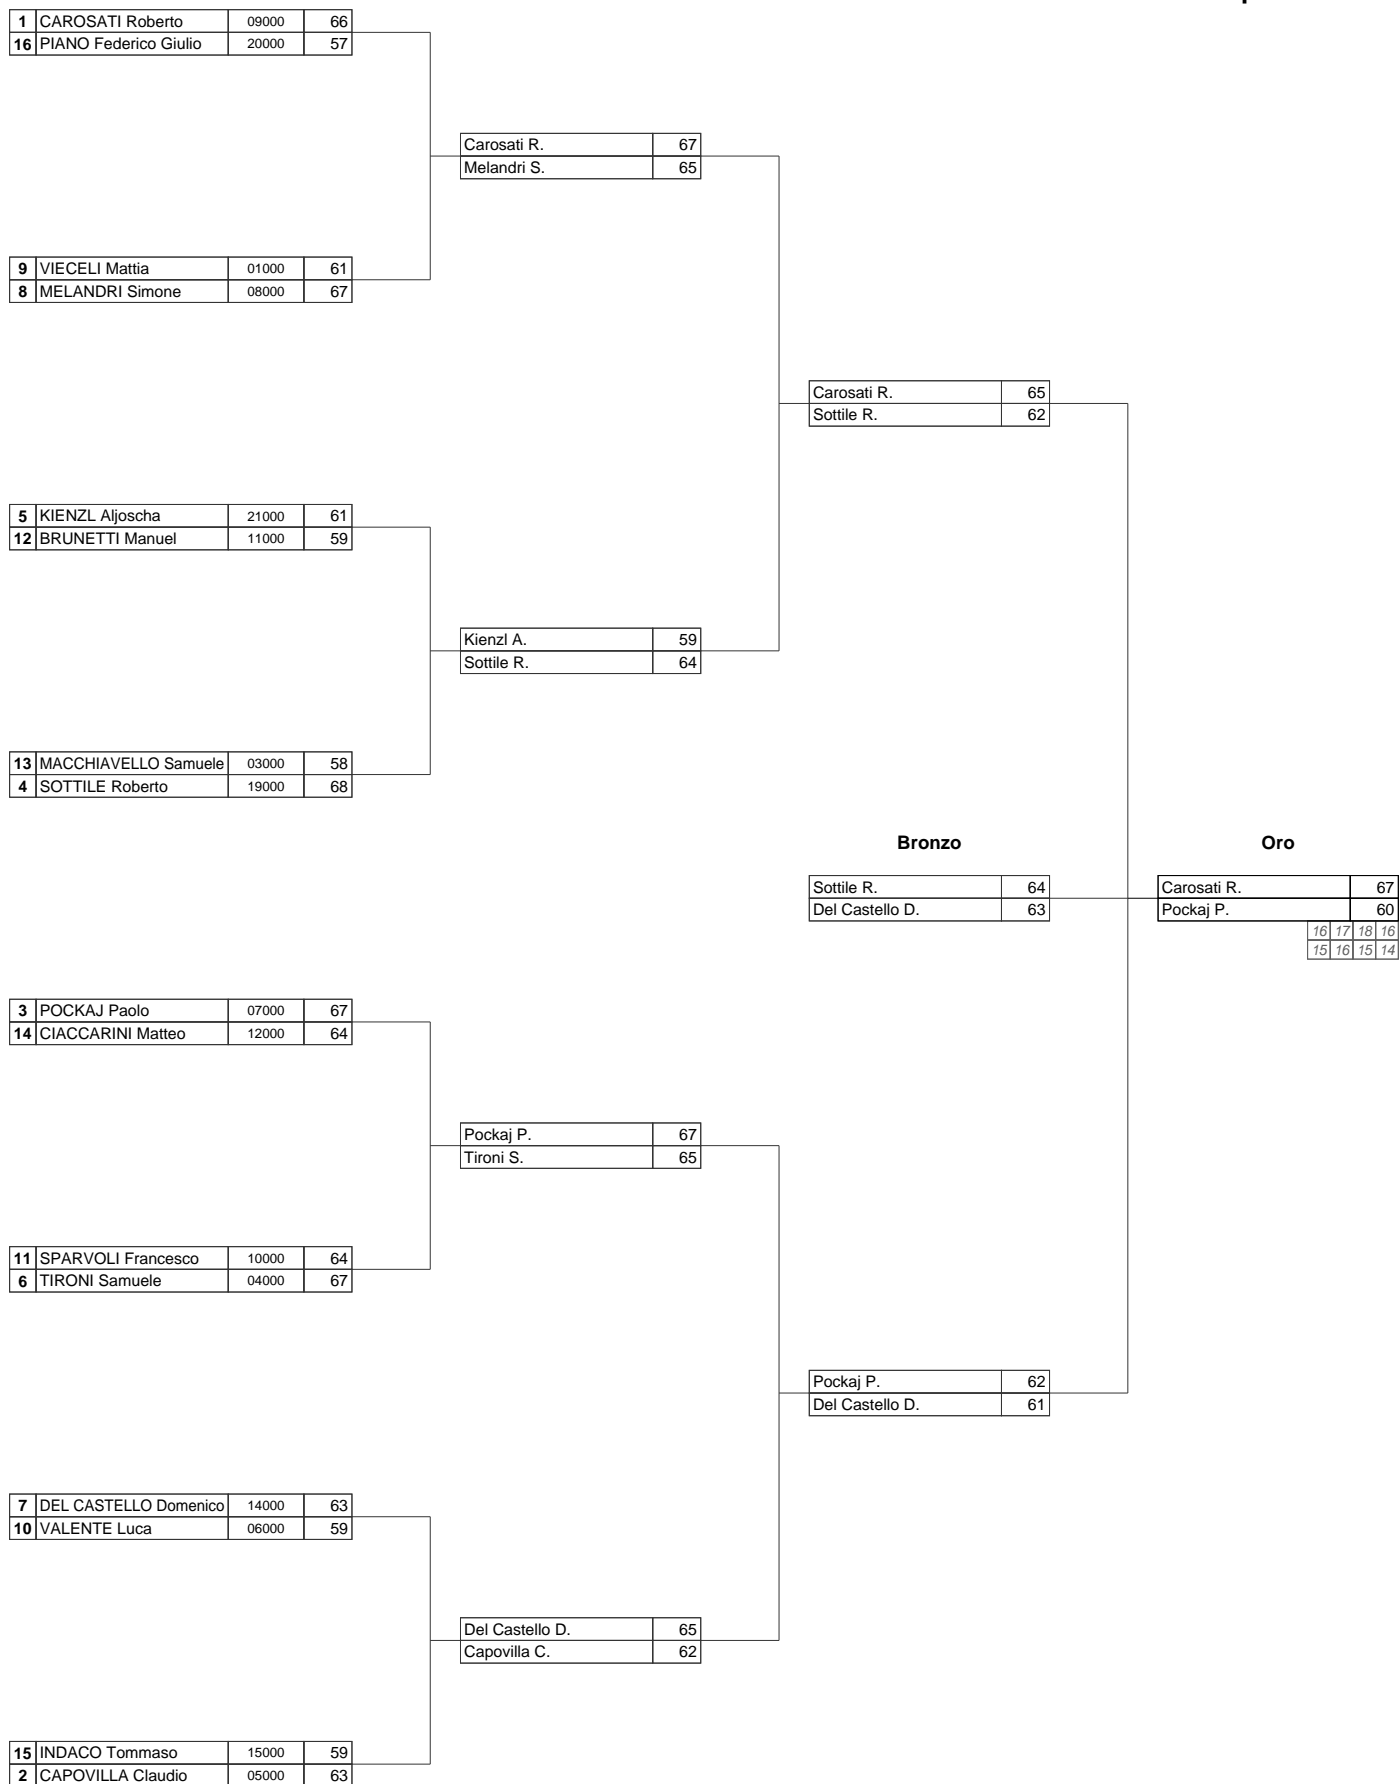 1 CAROSATI Roberto 09000 66
16 PIANO Federico Giulio 20000 57
Carosati R. 67
Melandri S. 65
9 VIECELI Mattia 01000 61
8 MELANDRI Simone 08000 67
Carosati R. 65
Sottile R. 62
5 KIENZL Aljoscha 21000 61
12 BRUNETTI Manuel 11000 59
Kienzl A. 59
Sottile R. 64
13 MACCHIAVELLO Samuele 03000 58
4 SOTTILE Roberto 19000 68
Bronzo Oro
Sottile R. 64 Carosati R. 67
Del Castello D. 63 Pockaj P. 60
16 17 18 16
15 16 15 14
3 POCKAJ Paolo 07000 67
14 CIACCARINI Matteo 12000 64
Pockaj P. 67
Tironi S. 65
11 SPARVOLI Francesco 10000 64
6 TIRONI Samuele 04000 67
Pockaj P. 62
Del Castello D. 61
7 DEL CASTELLO Domenico 14000 63
10 VALENTE Luca 06000 59
Del Castello D. 65
Capovilla C. 62
15 INDACO Tommaso 15000 59
2 CAPOVILLA Claudio 05000 63